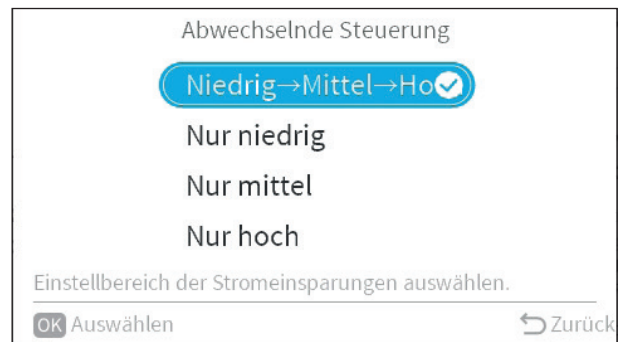 Abwechselnde Steuerung
Niedrig→Mittel→Ho
Nur niedrig
Nur mittel
Nur hoch
Einstellbereich der Stromeinsparungen auswählen.
OK Auswählen Zurück